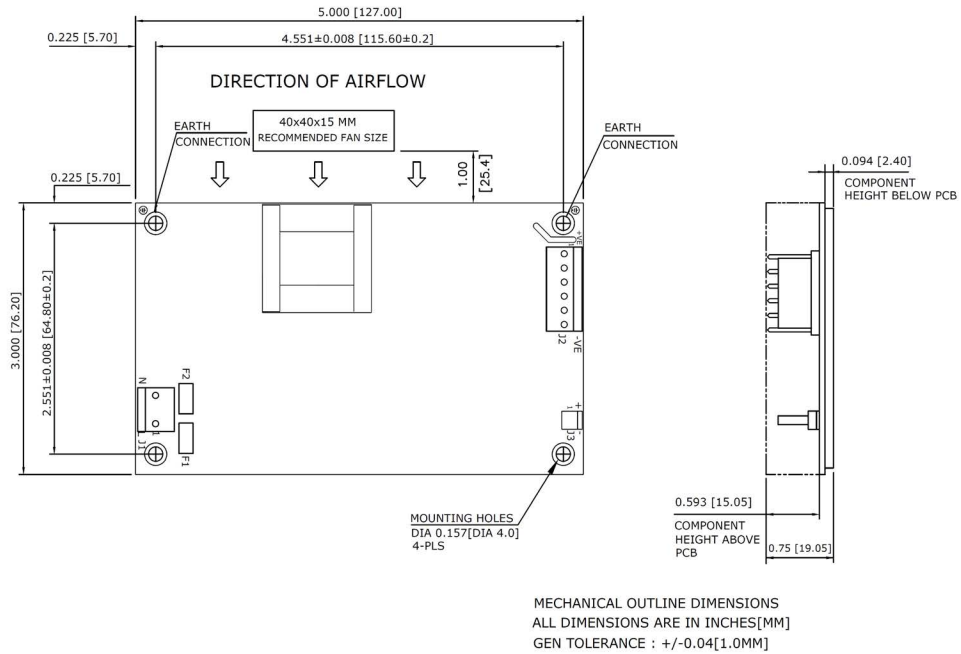 5.000 [127.00]
0.225 [5.70]
4.551±0.008 [115.60±0.2]
DIRECTION OF AIRFLOW
40x40x15 MM
RECOMMENDED FAN SIZE
EARTH
CONNECTION
EARTH
CONNECTION
1.00
[25.4]
0.225 [5.70]
0.094 [2.40]
COMPONENT
HEIGHT BELOW PCB
+VE
1
J2
-VE
3.000 [76.20]
2.551±0.008 [64.80±0.2]
N
F2
1
J1
F1
+
1
-
J3
MOUNTING HOLES
DIA 0.157[DIA 4.0]
4-PLS
0.593 [15.05]
COMPONENT
HEIGHT ABOVE
PCB
0.75 [19.05]
MECHANICAL OUTLINE DIMENSIONS
ALL DIMENSIONS ARE IN INCHES[MM]
GEN TOLERANCE : +/-0.04[1.0MM]